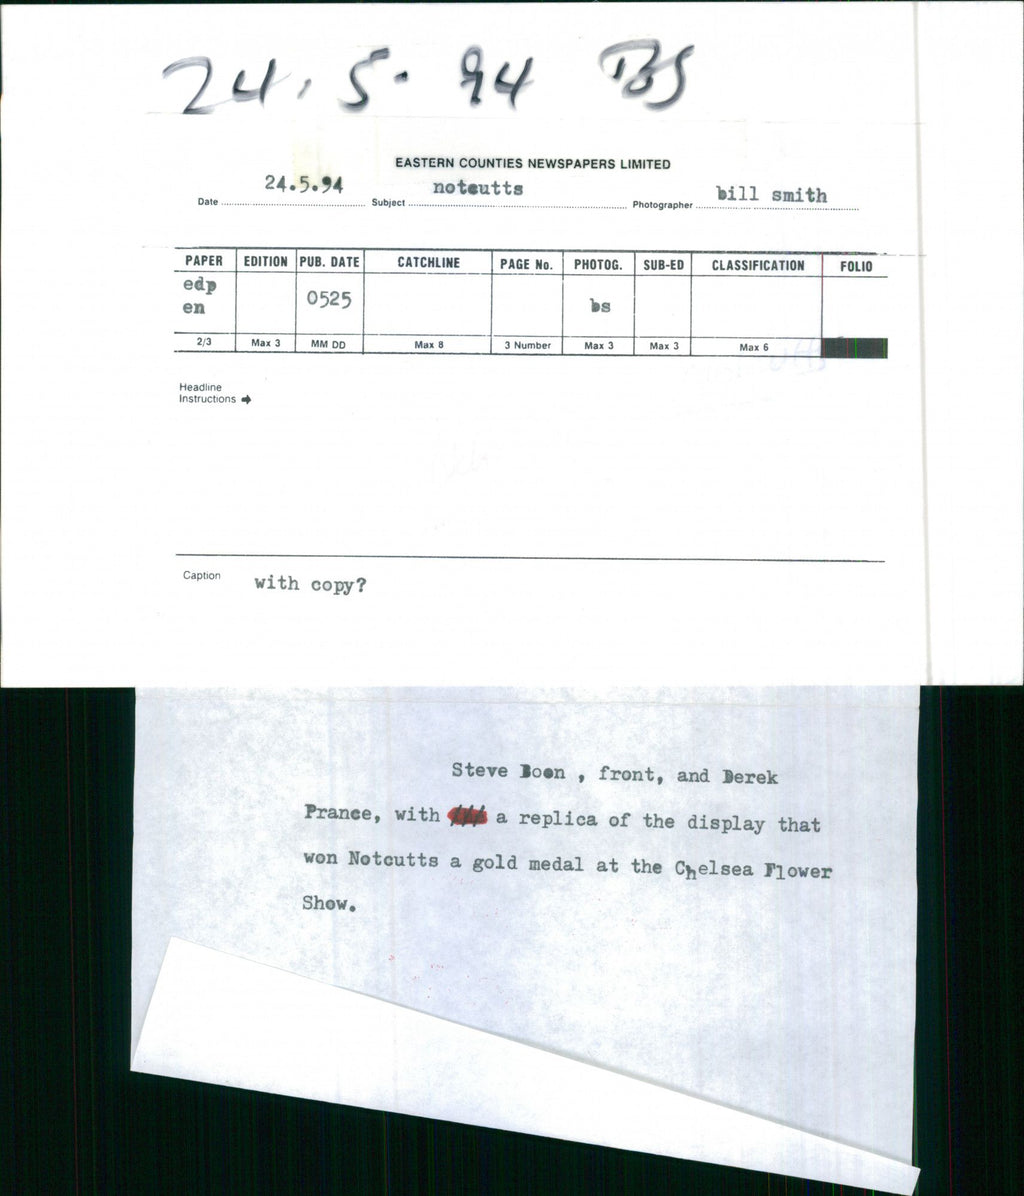 24.5.94 BS
EASTERN COUNTIES NEWSPAPERS LIMITED
Date 24.5.94 Subject notcutts Photographer bill smith
PAPER EDITION PUB. DATE CATCHLINE PAGE No. PHOTOG. SUB-ED CLASSIFICATION FOLIO
edp
en 0525 bs
2/3 Max 3 MM DD Max 8 3 Number Max 3 Max 3 Max 6
Headline
Instructions
Caption with copy?
Steve Boon , front, and Derek
Prance, with a replica of the display that
won Notcutts a gold medal at the Chelsea Flower
Show.